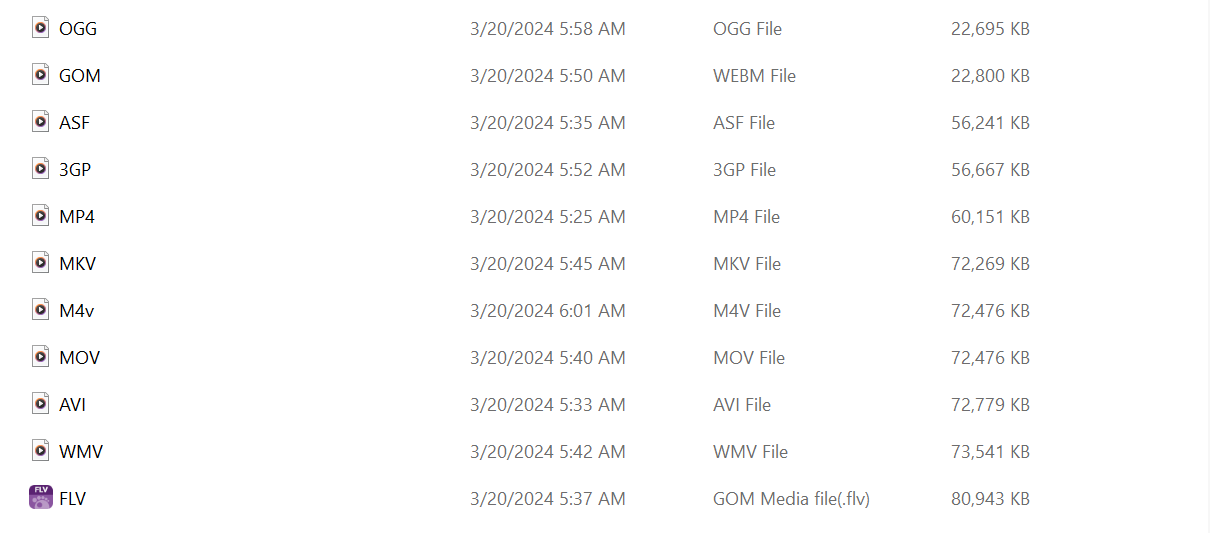 OGG 3/20/2024 5:58 AM OGG File 22,695 KB
GOM 3/20/2024 5:50 AM WEBM File 22,800 KB
ASF 3/20/2024 5:35 AM ASF File 56,241 KB
3GP 3/20/2024 5:52 AM 3GP File 56,667 KB
MP4 3/20/2024 5:25 AM MP4 File 60,151 KB
MKV 3/20/2024 5:45 AM MKV File 72,269 KB
M4v 3/20/2024 6:01 AM M4V File 72,476 KB
MOV 3/20/2024 5:40 AM MOV File 72,476 KB
AVI 3/20/2024 5:33 AM AVI File 72,779 KB
WMV 3/20/2024 5:42 AM WMV File 73,541 KB
FLV FLV 3/20/2024 5:37 AM GOM Media file(.flv) 80,943 KB